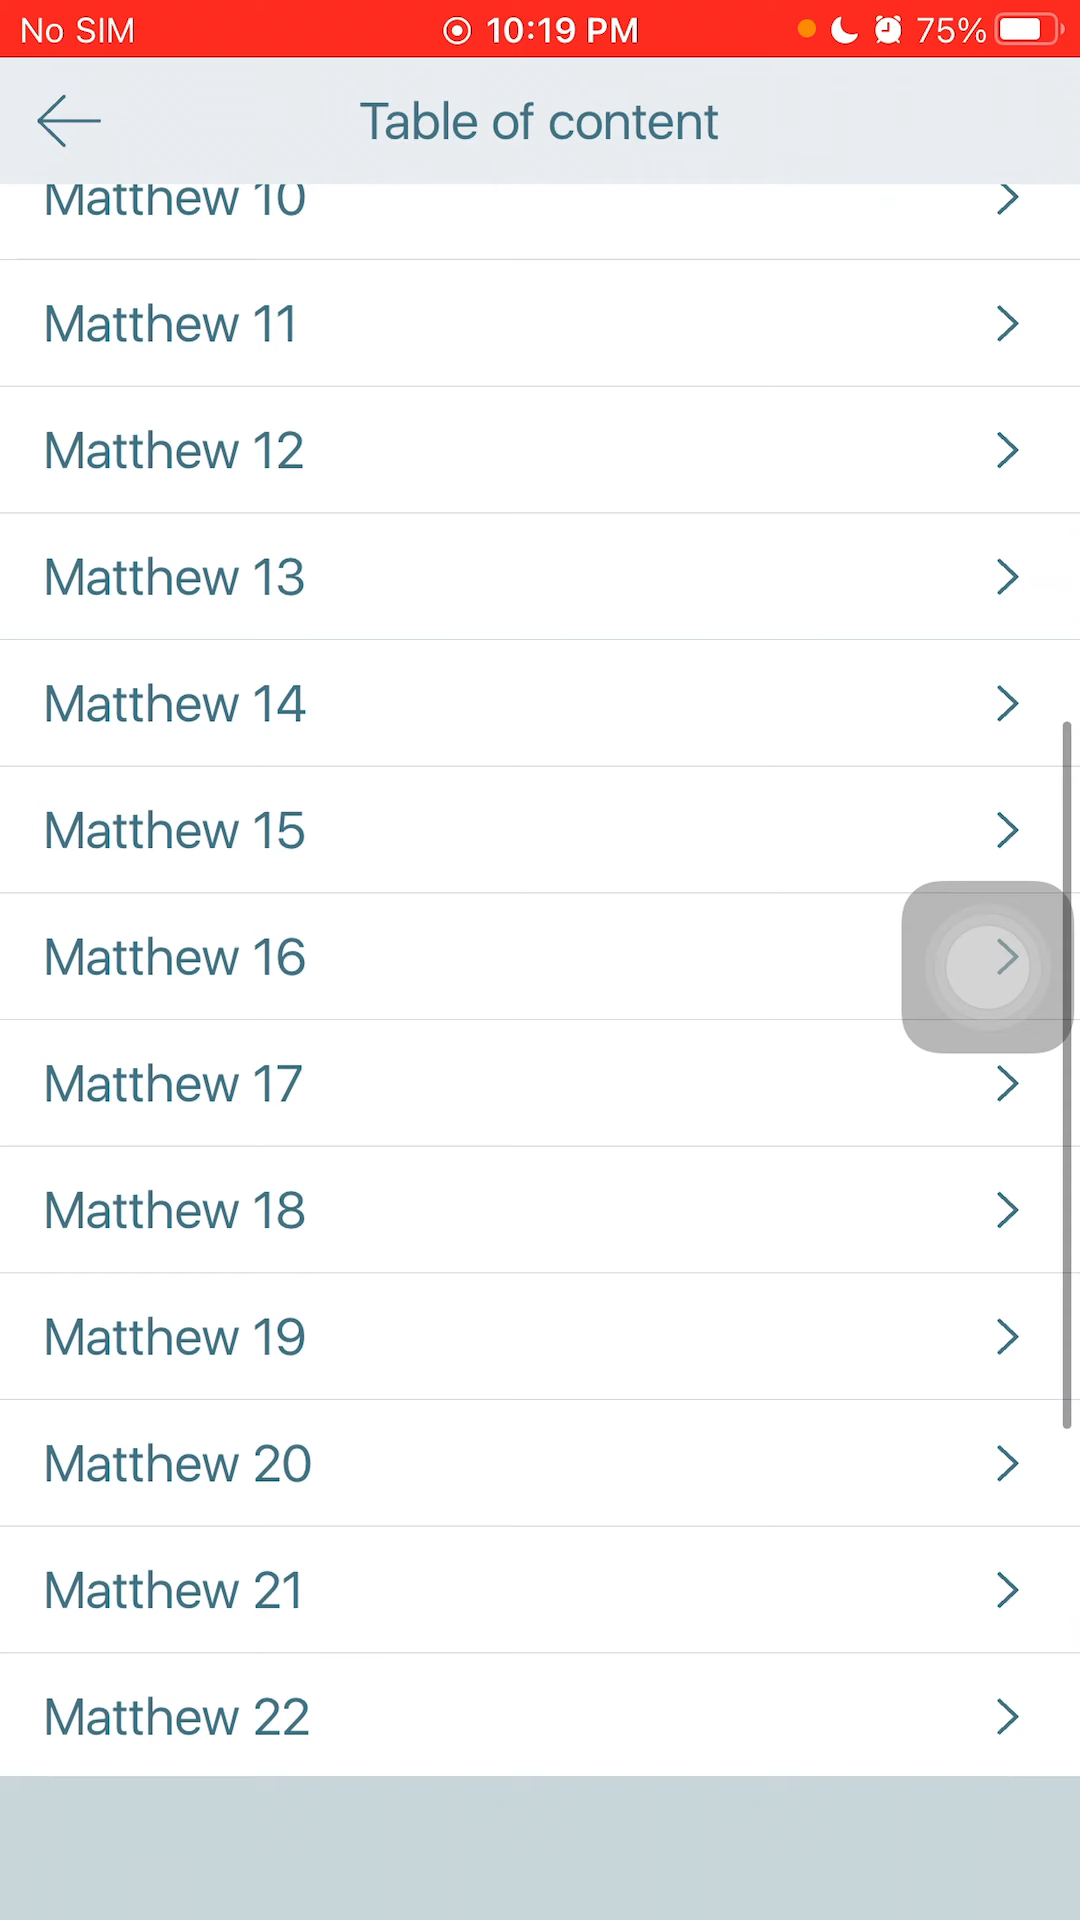 No SIM 10:19 PM 75%
Table of content
Matthew 10
Matthew 11
Matthew 12
Matthew 13
Matthew 14
Matthew 15
Matthew 16
Matthew 17
Matthew 18
Matthew 19
Matthew 20
Matthew 21
Matthew 22